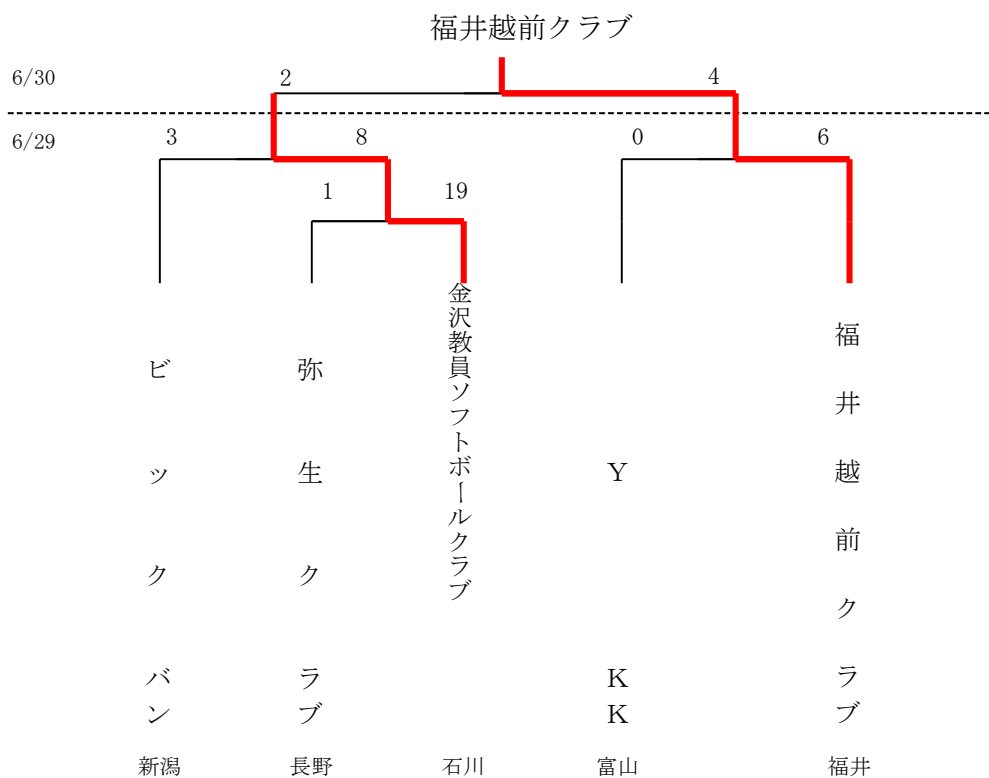 福井越前クラブ
6/30
2
4
6/29
3
8
0
6
1
19
ビックバン
弥生クラブ
金沢教員ソフトボールクラブ
YKK
福井越前クラブ
新潟
長野
石川
富山
福井